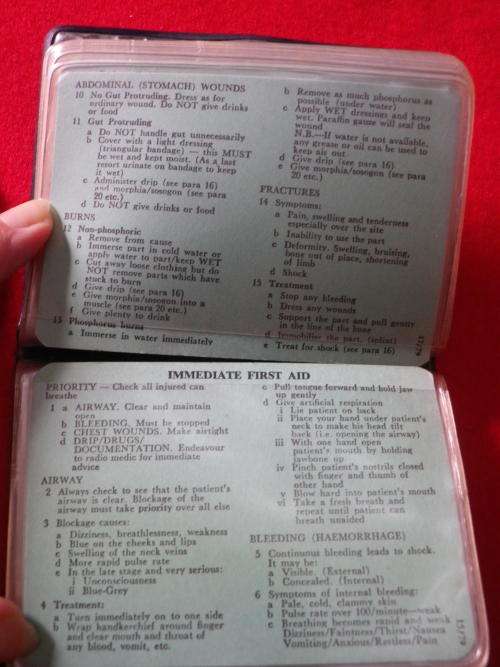 ABDOMINAL (STOMACH) WOUNDS
10 No Gut Protruding. Dress as for
ordinary wound. Do NOT give drinks
or food
11 Gut Protruding
a Do NOT handle gut unnecessarily
b Cover with a light dressing
(triangular bandage) — this MUST
be wet and kept moist. (As a last
resort urinate on bandage to keep
it wet)
c Administer drip (see para 16)
and morphia/sosogon (see para
20 etc.)
d Do NOT give drinks or food
BURNS
12 Non-phosphoric
a Remove from cause
b Immerse part in cold water or
apply water to part/keep WET
c Cut away loose clothing but do
NOT remove parts which have
stuck to burn
d Give drip (see para 16)
e Give morphia/sosogon into a
muscle (see para 20 etc.)
f Give plenty to drink
13 Phosphorus burns
a Immerse in water immediately
b Remove as much phosphorus as
possible (under water)
c Apply WET dressings and keep
wet. Paraffin gauze will seal the
wound
N.B.—If water is not available,
any grease or oil can be used to
keep air out
d Give drip (see para 16)
e Give morphia/sosogon (see para
20 etc.)
FRACTURES
14 Symptoms:
a Pain, swelling and tenderness
especially over the site
b Inability to use the part
c Deformity. Swelling, bruising,
bone out of place, shortening
of limb
d Shock
15 Treatment
a Stop any bleeding
b Dress any wounds
c Support the part and pull gently
in the line of the bone
d Immobilise the part. (splint)
e Treat for shock (see para 16)
IMMEDIATE FIRST AID
PRIORITY — Check all injured can
breathe
1 a AIRWAY. Clear and maintain
open
b BLEEDING. Must be stopped
c CHEST WOUNDS. Make airtight
d DRIP/DRUGS/
DOCUMENTATION. Endeavour
to radio medic for immediate
advice
AIRWAY
2 Always check to see that the patient's
airway is clear. Blockage of the
airway must take priority over all else
3 Blockage causes:
a Dizziness, breathlessness, weakness
b Blue on the cheeks and lips
c Swelling of the neck veins
d More rapid pulse rate
e In the late stage and very serious:
i Unconsciousness
ii Blue-Grey
4 Treatment:
a Turn immediately on to one side
b Wrap handkerchief around finger
and clear mouth and throat of
any blood, vomit, etc.
c Pull tongue forward and hold jaw
up gently
d Give artificial respiration
i Lie patient on back
ii Place your hand under patient's
neck to make his head tilt
back (i.e. opening the airway)
iii With one hand open
patient's mouth by holding
jawbone up
iv Pinch patient's nostrils closed
with finger and thumb of
other hand
v Blow hard into patient's mouth
vi Take a fresh breath and
repeat until patient can
breath unaided
BLEEDING (HAEMORRHAGE)
5 Continuous bleeding leads to shock.
It may be:
a Visible. (External)
b Concealed. (Internal)
6 Symptoms of internal bleeding:
a Pale, cold, clammy skin
b Pulse rate over 100/minute—weak
c Breathing becomes rapid and weak
Dizziness/Faintness/Thirst/Nausea
Vomiting/Anxious/Restless/Pain